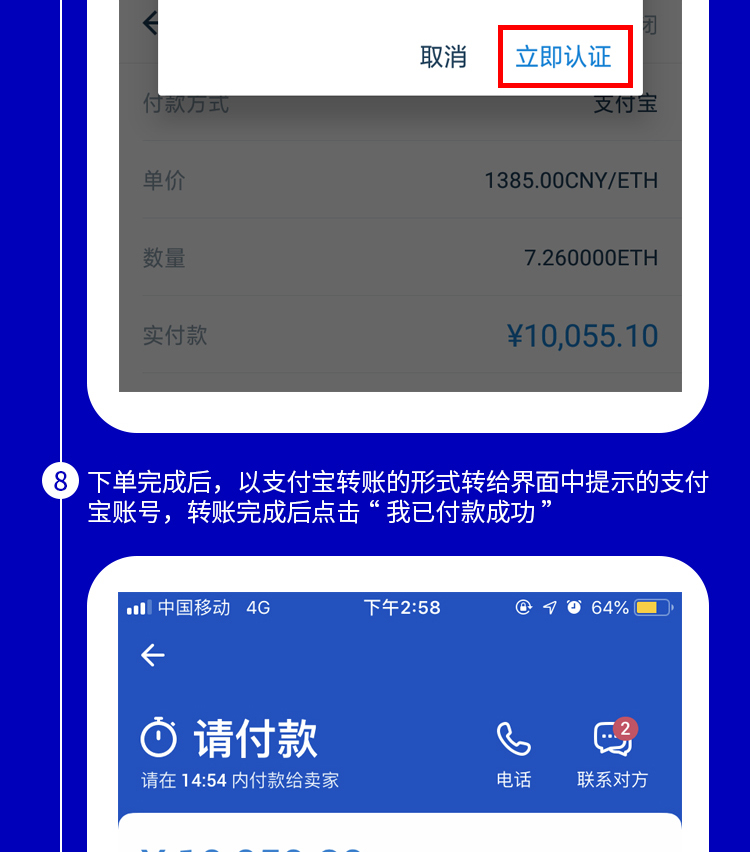 闭
取消 立即认证
付款方式 支付宝
单价 1385.00CNY/ETH
数量 7.260000ETH
实付款 ¥10,055.10
8 下单完成后，以支付宝转账的形式转给界面中提示的支付
宝账号，转账完成后点击“我已付款成功”
中国移动 4G 下午2:58 64%
请付款 2
请在 14:54 内付款给卖家 电话 联系对方